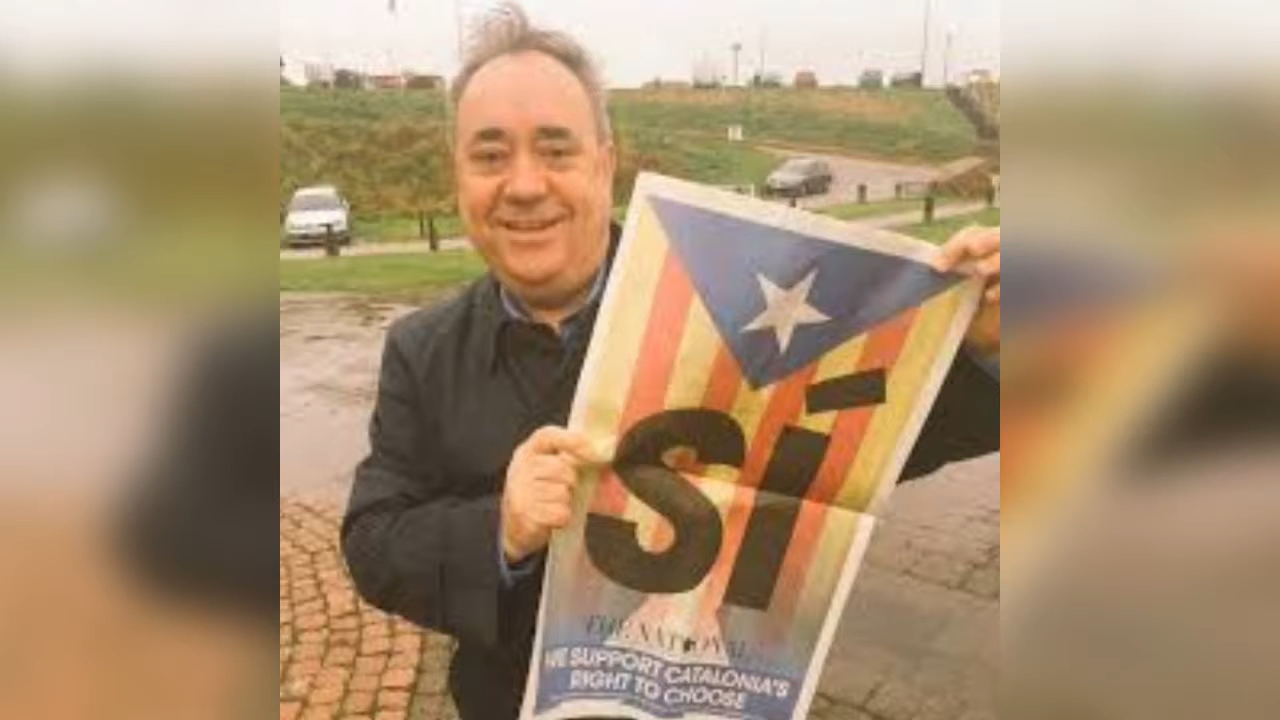 SÍ
THE NATIONAL
WE SUPPORT CATALONIA'S
RIGHT TO CHOOSE